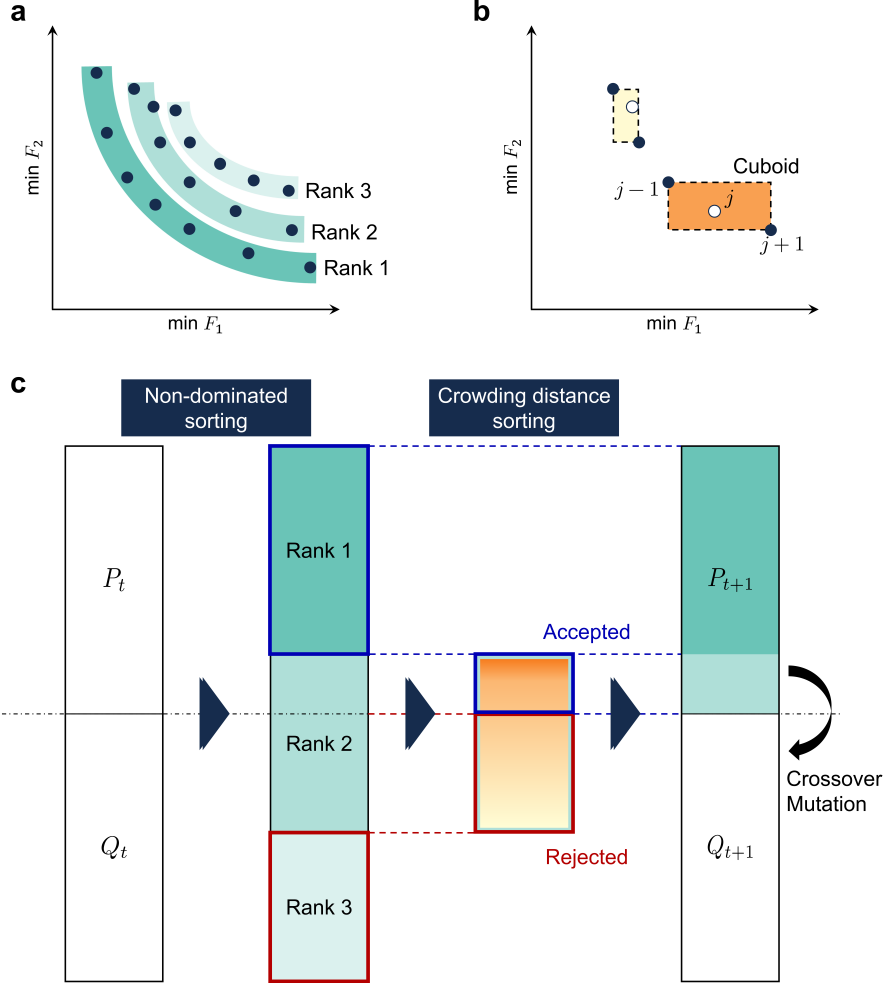 a
min F₂
Rank 3
Rank 2
Rank 1
min F₁
b
min F₂
Cuboid
j − 1
j
j + 1
min F₁
c
Non-dominated
sorting
Crowding distance
sorting
Rank 1
Pₜ
Pₜ₊₁
Accepted
Rank 2
Crossover
Mutation
Qₜ
Qₜ₊₁
Rejected
Rank 3